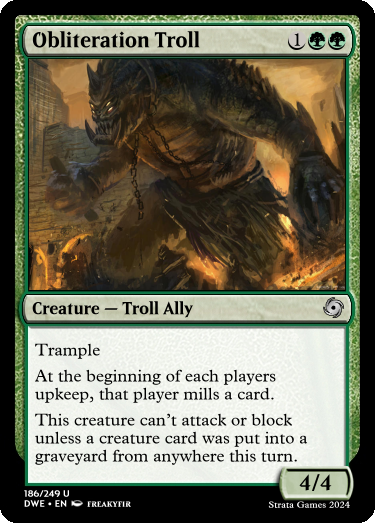 Obliteration Troll 1
Creature — Troll Ally
Trample
At the beginning of each players
upkeep, that player mills a card.
This creature can't attack or block
unless a creature card was put into a
graveyard from anywhere this turn.
4/4
186/249 U
DWE • EN FREAKYFIR
Strata Games 2024